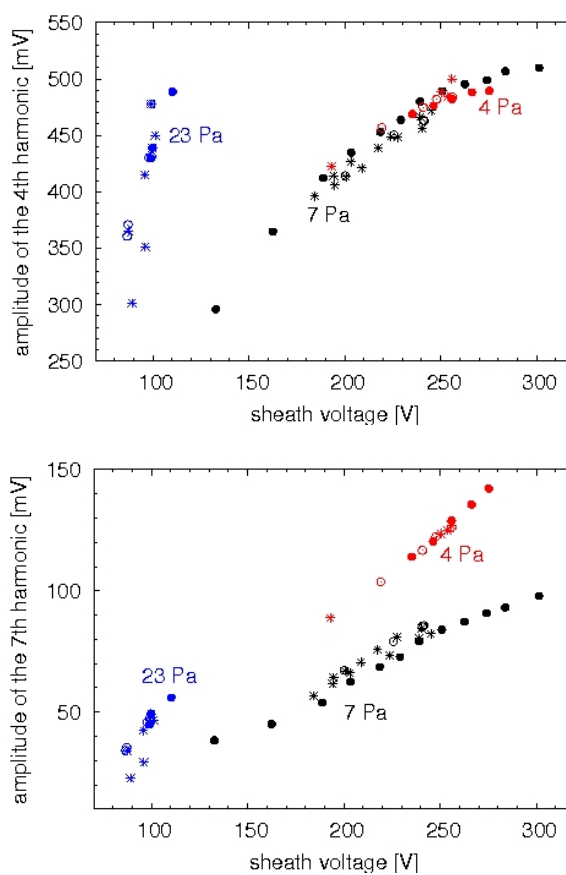 550
500
450
400
350
300
250
amplitude of the 4th harmonic [mV]
23 Pa
4 Pa
7 Pa
100 150 200 250 300
sheath voltage [V]
150
100
50
amplitude of the 7th harmonic [mV]
4 Pa
23 Pa
7 Pa
100 150 200 250 300
sheath voltage [V]